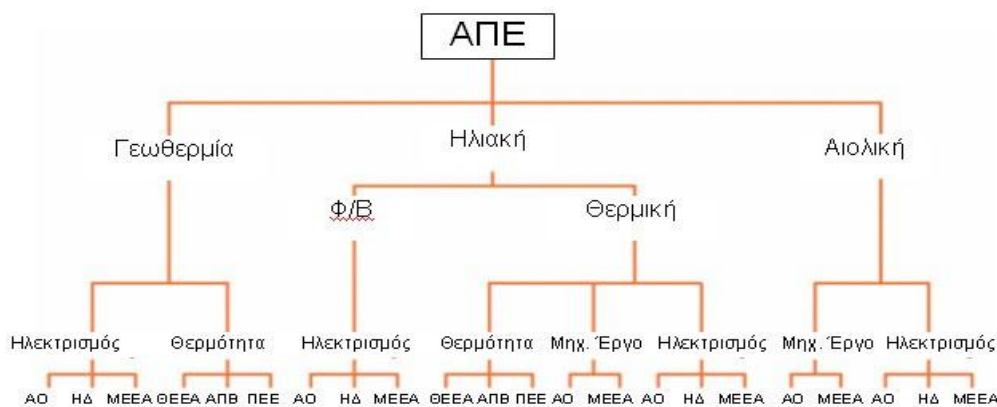 ΑΠΕ
Γεωθερμία Ηλιακή Αιολική
Φ/Β Θερμική
Ηλεκτρισμός Θερμότητα Ηλεκτρισμός Θερμότητα Μηχ. Έργο Ηλεκτρισμός Μηχ. Έργο Ηλεκτρισμός
ΑΟ ΗΔ ΜΕΕΑ ΘΕΕΑ ΑΠΒ ΠΕΕ ΑΟ ΗΔ ΜΕΕΑ ΘΕΕΑ ΑΠΒ ΠΕΕ ΑΟ ΜΕΕΑ ΑΟ ΗΔ ΜΕΕΑ ΑΟ ΜΕΕΑ ΑΟ ΗΔ ΜΕΕΑ